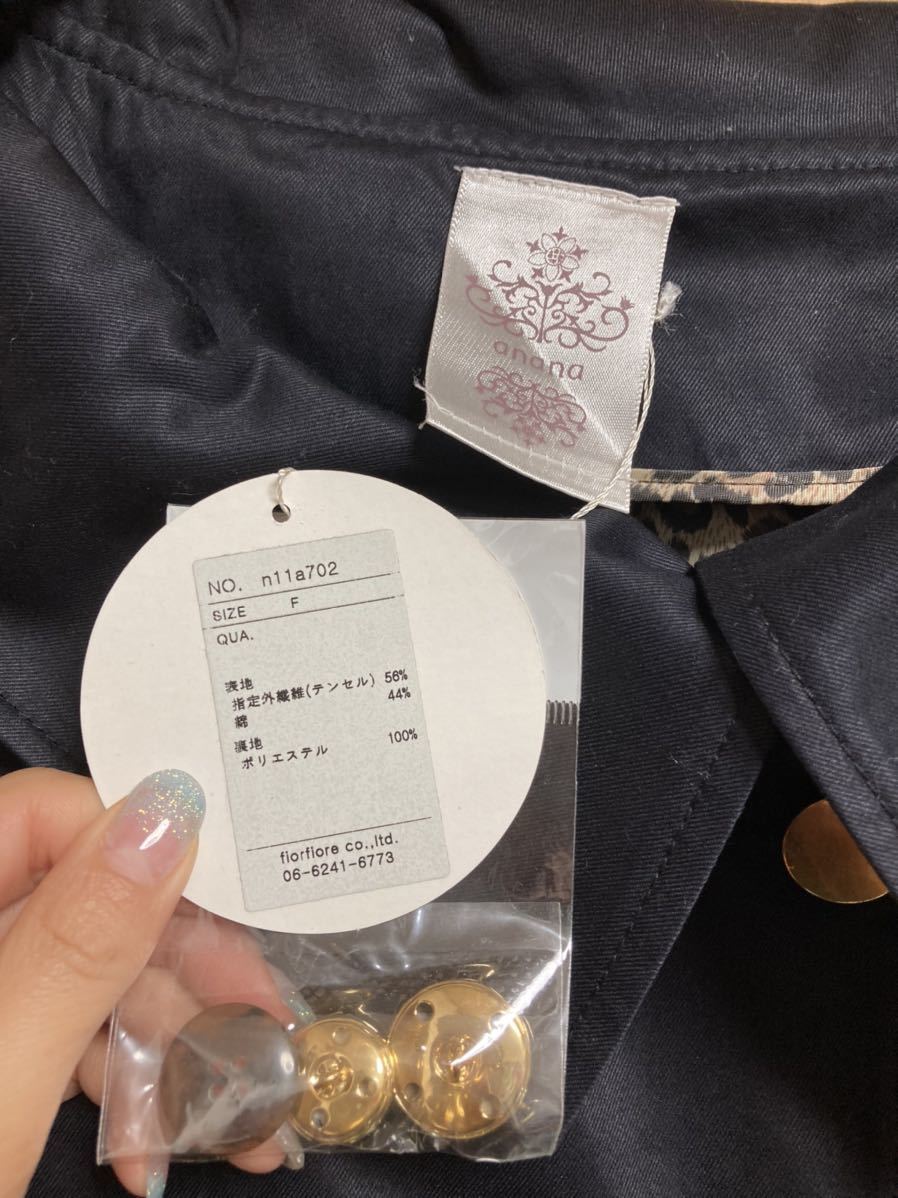 anana
NO. n11a702
SIZE F
QUA.
表地
指定外繊維(テンセル) 56%
綿 44%
裏地
ポリエステル 100%
fiorfiore co.,ltd.
06-6241-6773